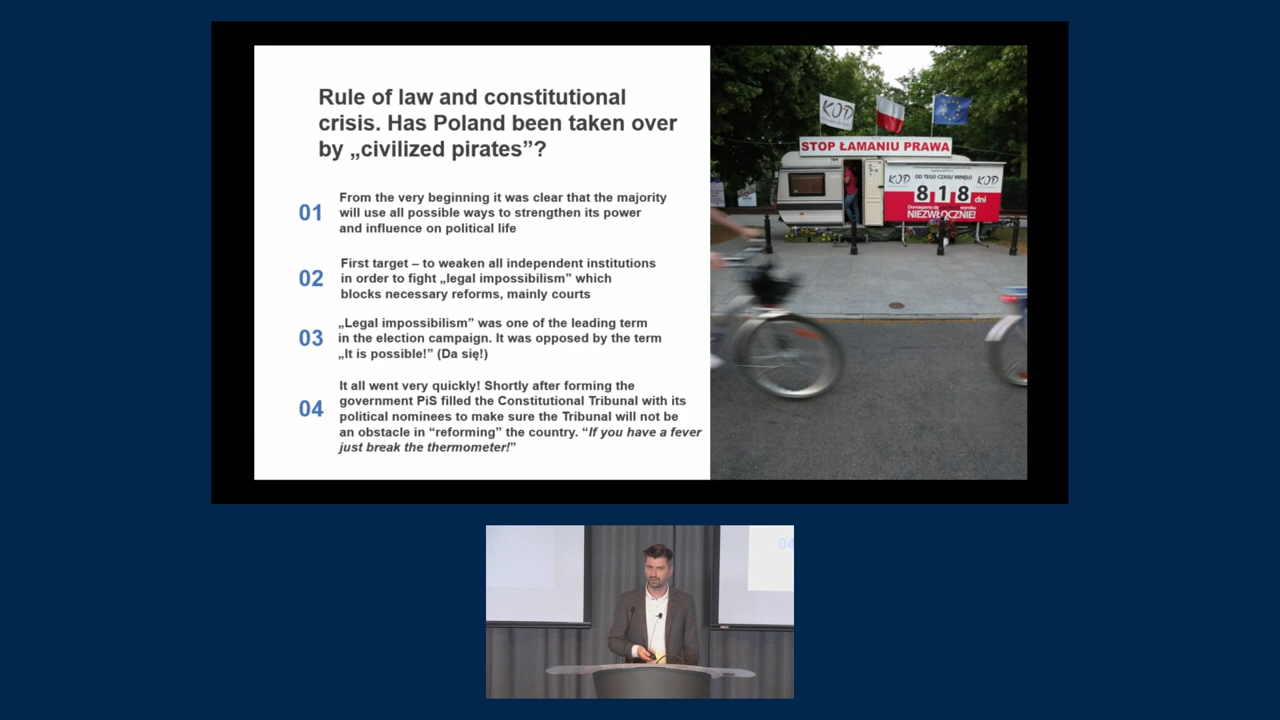 Rule of law and constitutional
crisis. Has Poland been taken over
by „civilized pirates”?
01
From the very beginning it was clear that the majority
will use all possible ways to strengthen its power
and influence on political life
02
First target – to weaken all independent institutions
in order to fight „legal impossibilism” which
blocks necessary reforms, mainly courts
03
„Legal impossibilism” was one of the leading term
in the election campaign. It was opposed by the term
„It is possible!” (Da się!)
04
It all went very quickly! Shortly after forming the
government PiS filled the Constitutional Tribunal with its
political nominees to make sure the Tribunal will not be
an obstacle in “reforming” the country. “If you have a fever
just break the thermometer!”
KOD
STOP ŁAMANIU PRAWA
KOD
OD TEGO CZASU MINĘŁO
KOD
818 dni
Domagamy się wyroku
NIEZWŁOCZNIE!
04